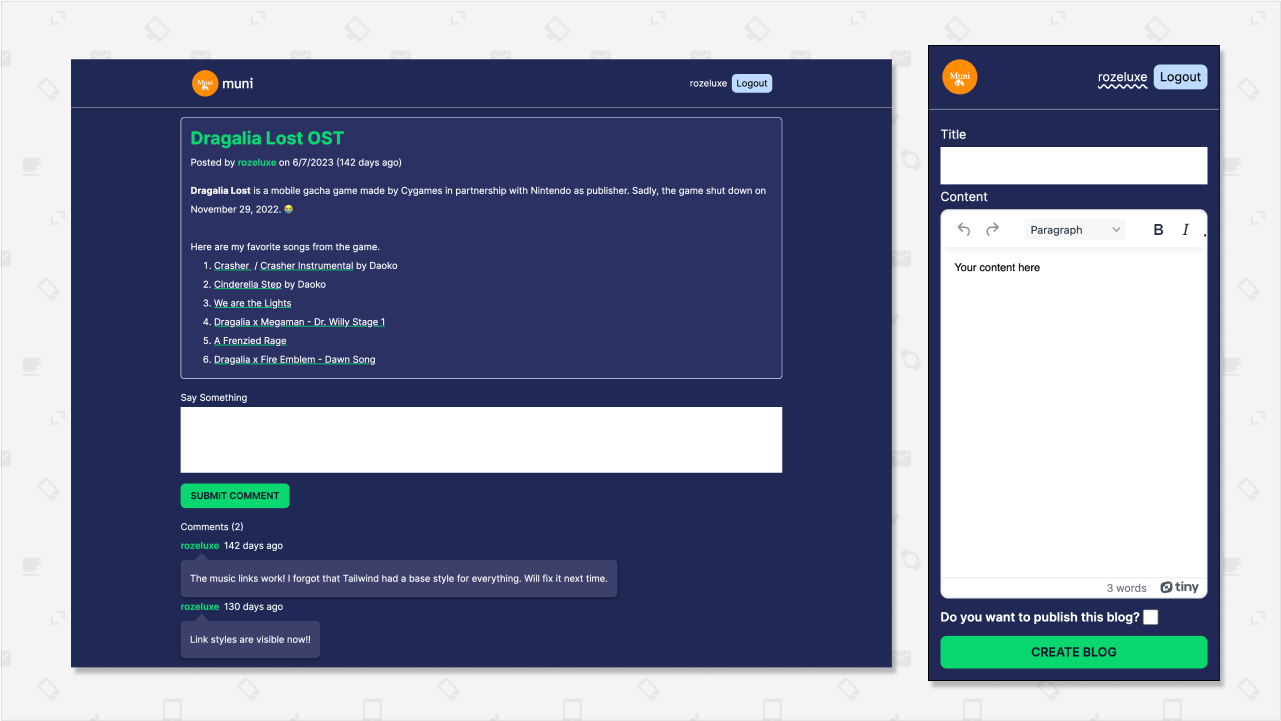 Muni muni rozeluxe Logout
Dragalia Lost OST
Posted by rozeluxe on 6/7/2023 (142 days ago)
Dragalia Lost is a mobile gacha game made by Cygames in partnership with Nintendo as publisher. Sadly, the game shut down on
November 29, 2022. 😭
Here are my favorite songs from the game.
1. Crasher / Crasher Instrumental by Daoko
2. Cinderella Step by Daoko
3. We are the Lights
4. Dragalia x Megaman - Dr. Willy Stage 1
5. A Frenzied Rage
6. Dragalia x Fire Emblem - Dawn Song
Say Something
SUBMIT COMMENT
Comments (2)
rozeluxe 142 days ago
The music links work! I forgot that Tailwind had a base style for everything. Will fix it next time.
rozeluxe 130 days ago
Link styles are visible now!!
Muni rozeluxe Logout
Title
Content
Paragraph B I
Your content here
3 words tiny
Do you want to publish this blog?
CREATE BLOG